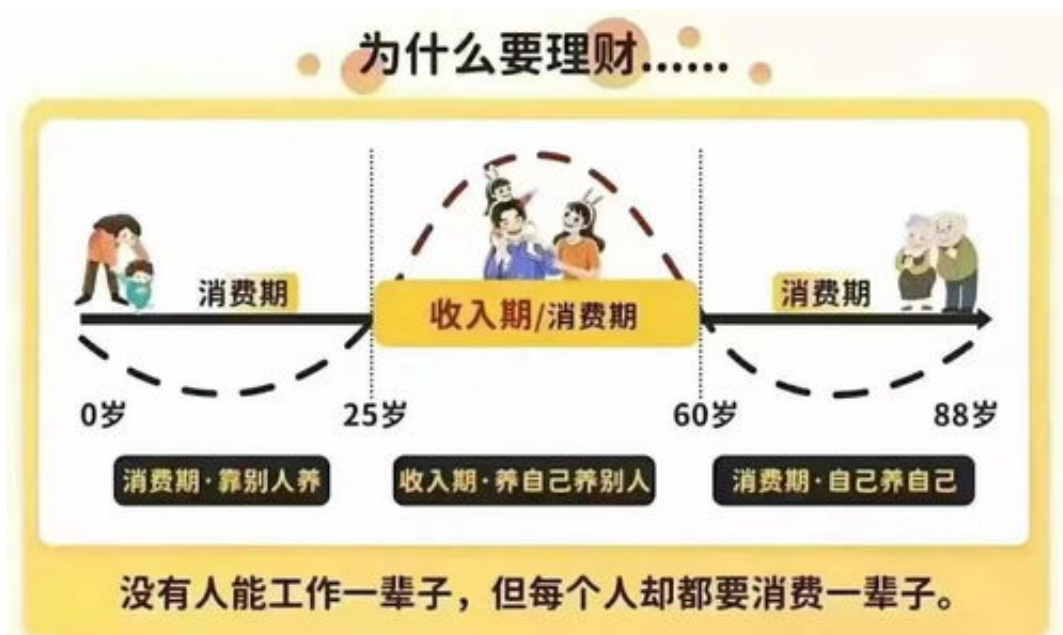 为什么要理财......
消费期
收入期/消费期
消费期
0岁
25岁
60岁
88岁
消费期·靠别人养
收入期·养自己养别人
消费期·自己养自己
没有人能工作一辈子，但每个人却都要消费一辈子。